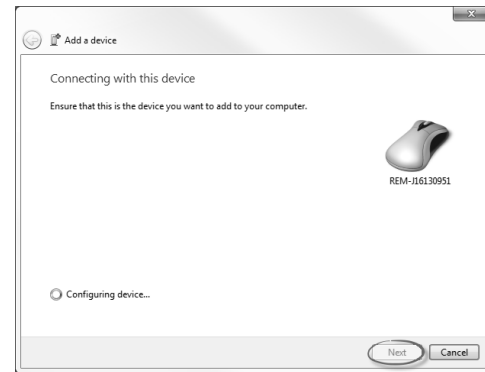 Add a device
Connecting with this device
Ensure that this is the device you want to add to your computer.
REM-J16130951
Configuring device...
Next Cancel